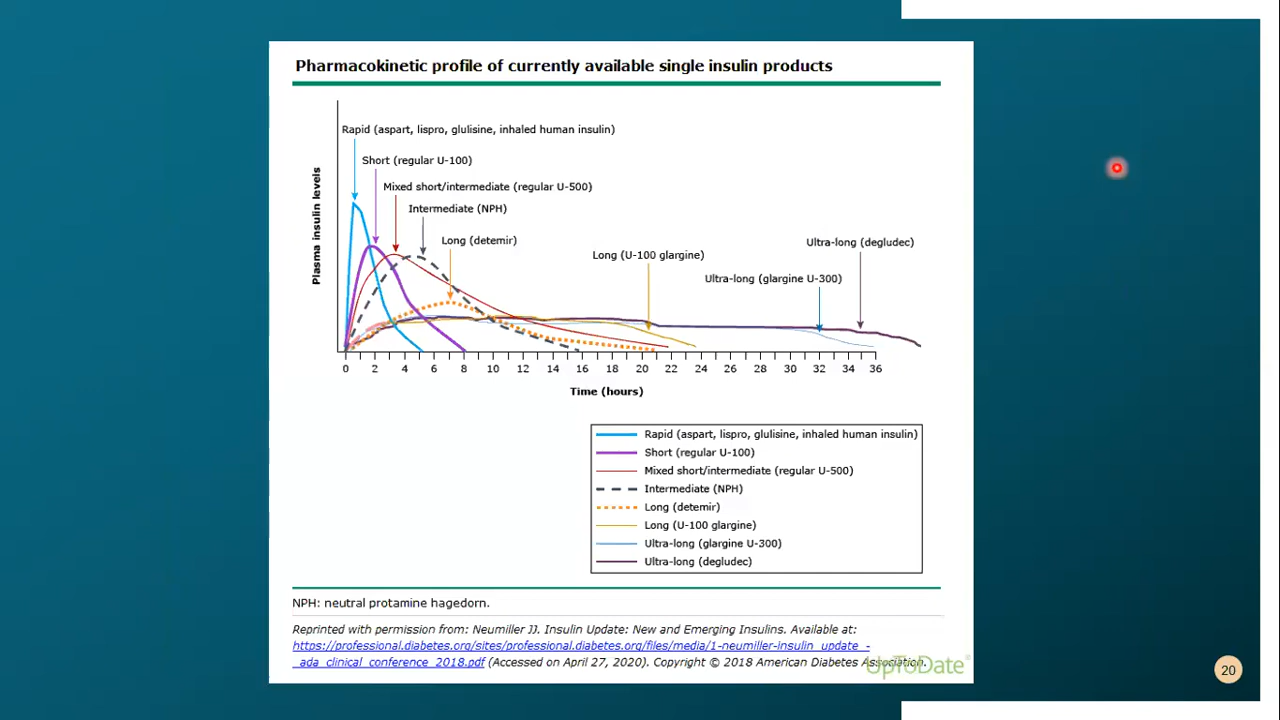 Pharmacokinetic profile of currently available single insulin products
Rapid (aspart, lispro, glulisine, inhaled human insulin)
Short (regular U-100)
Mixed short/intermediate (regular U-500)
Intermediate (NPH)
Long (detemir)
Long (U-100 glargine)
Ultra-long (degludec)
Ultra-long (glargine U-300)
Plasma insulin levels
0 2 4 6 8 10 12 14 16 18 20 22 24 26 28 30 32 34 36
Time (hours)
Rapid (aspart, lispro, glulisine, inhaled human insulin)
Short (regular U-100)
Mixed short/intermediate (regular U-500)
Intermediate (NPH)
Long (detemir)
Long (U-100 glargine)
Ultra-long (glargine U-300)
Ultra-long (degludec)
NPH: neutral protamine hagedorn.
Reprinted with permission from: Neumiller JJ. Insulin Update: New and Emerging Insulins. Available at:
https://professional.diabetes.org/sites/professional.diabetes.org/files/media/1-neumiller-insulin_update_-
_ada_clinical_conference_2018.pdf (Accessed on April 27, 2020). Copyright © 2018 American Diabetes Association.
UpToDate®
20